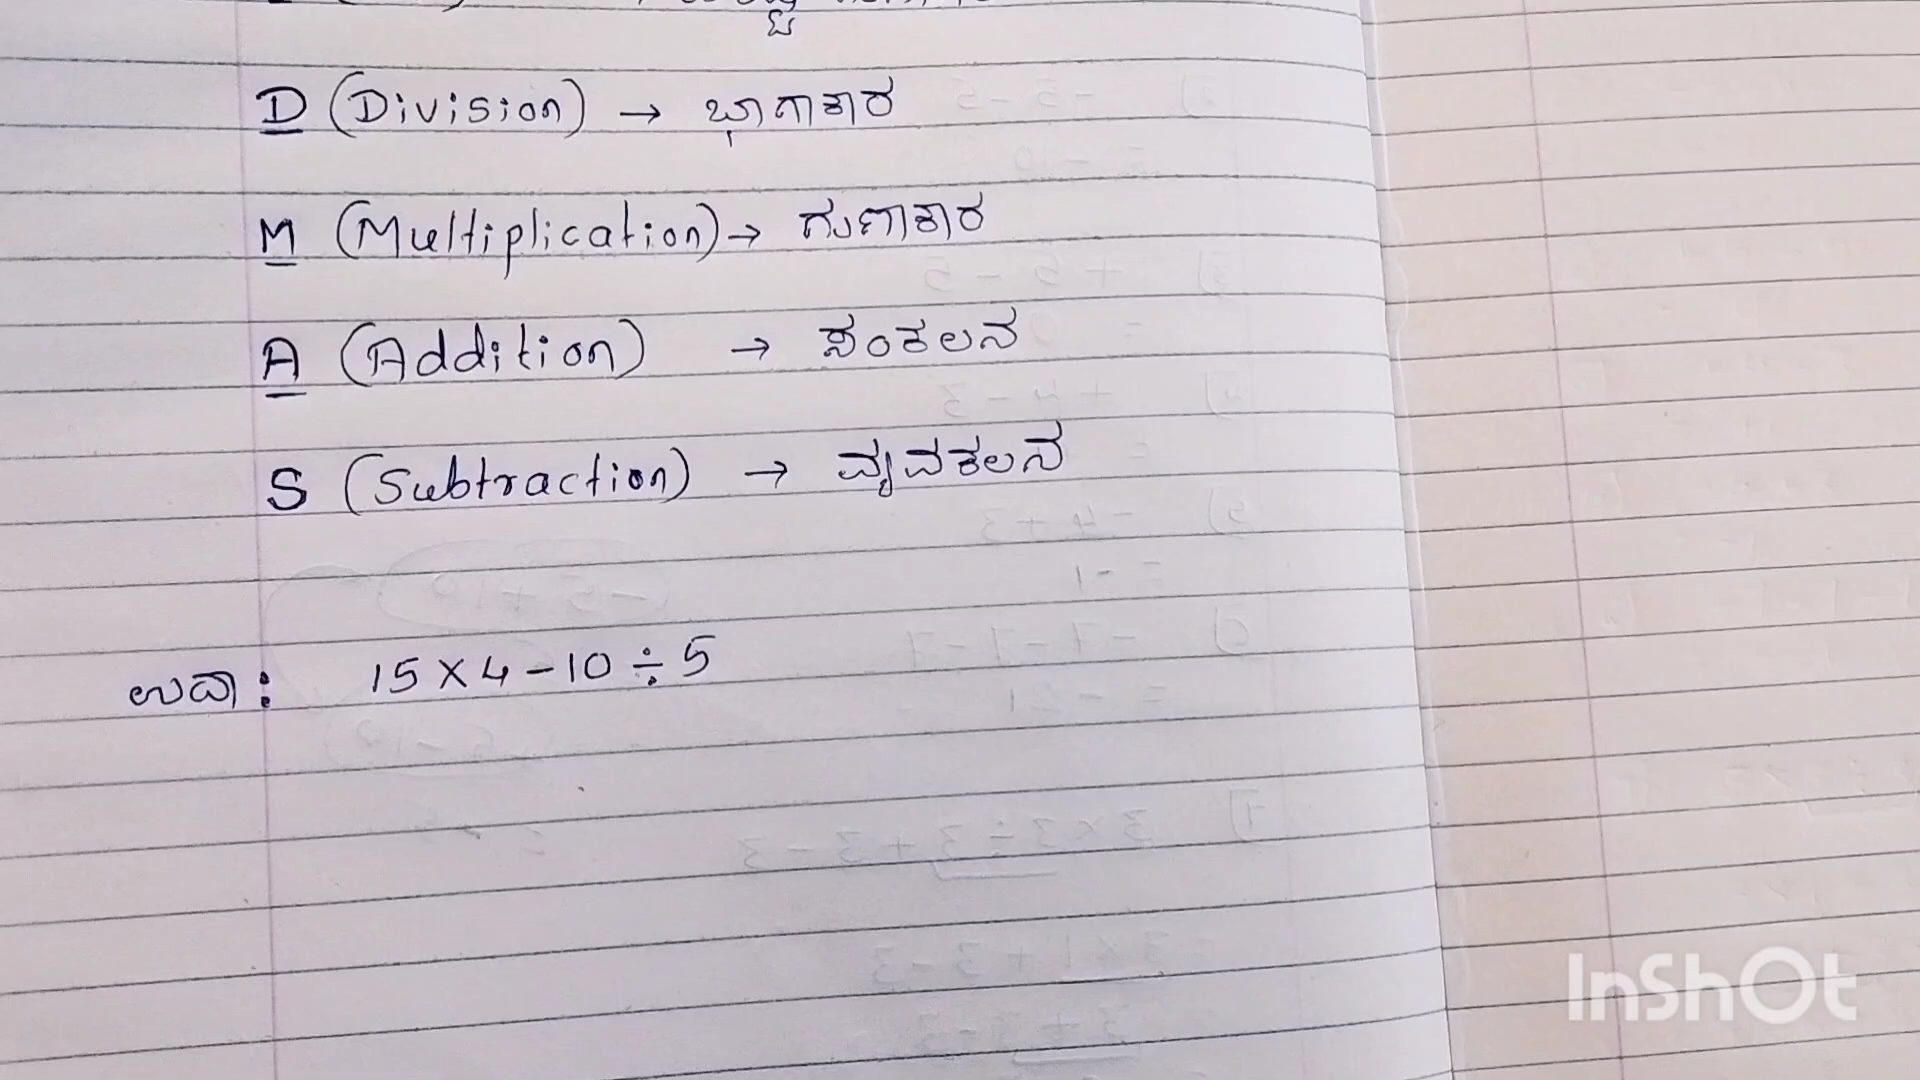 D (Division) → ಭಾಗಾಕಾರ
M (Multiplication) → ಗುಣಾಕಾರ
A (Addition) → ಸಂಕಲನ
S (Subtraction) → ವ್ಯವಕಲನ
ಉದಾ: 15 × 4 - 10 ÷ 5
InShOt